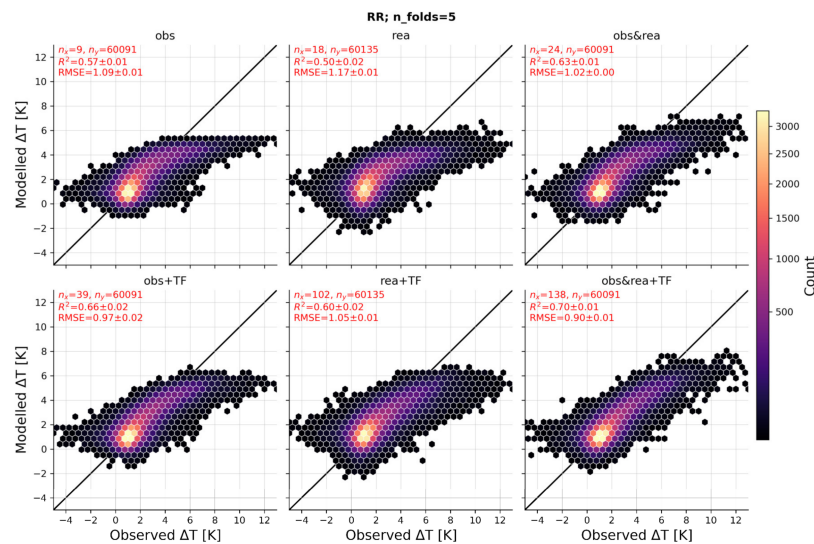 RR; n_folds=5
obs
rea
obs&rea
n_x=9, n_y=60091
R²=0.57±0.01
RMSE=1.09±0.01
n_x=18, n_y=60135
R²=0.50±0.02
RMSE=1.17±0.01
n_x=24, n_y=60091
R²=0.63±0.01
RMSE=1.02±0.00
Modelled ΔT [K]
12
10
8
6
4
2
0
−2
−4
obs+TF
rea+TF
obs&rea+TF
n_x=39, n_y=60091
R²=0.66±0.02
RMSE=0.97±0.02
n_x=102, n_y=60135
R²=0.60±0.02
RMSE=1.05±0.01
n_x=138, n_y=60091
R²=0.70±0.01
RMSE=0.90±0.01
Modelled ΔT [K]
12
10
8
6
4
2
0
−2
−4
−4 −2 0 2 4 6 8 10 12
−4 −2 0 2 4 6 8 10 12
−4 −2 0 2 4 6 8 10 12
Observed ΔT [K]
Observed ΔT [K]
Observed ΔT [K]
3000
2500
2000
1500
1000
500
Count